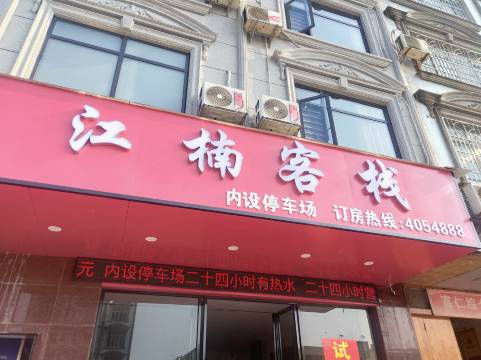 江楠客栈
内设停车场 订房热线:4054888
元 内设停车场二十四小时有热水 二十四小时营
试